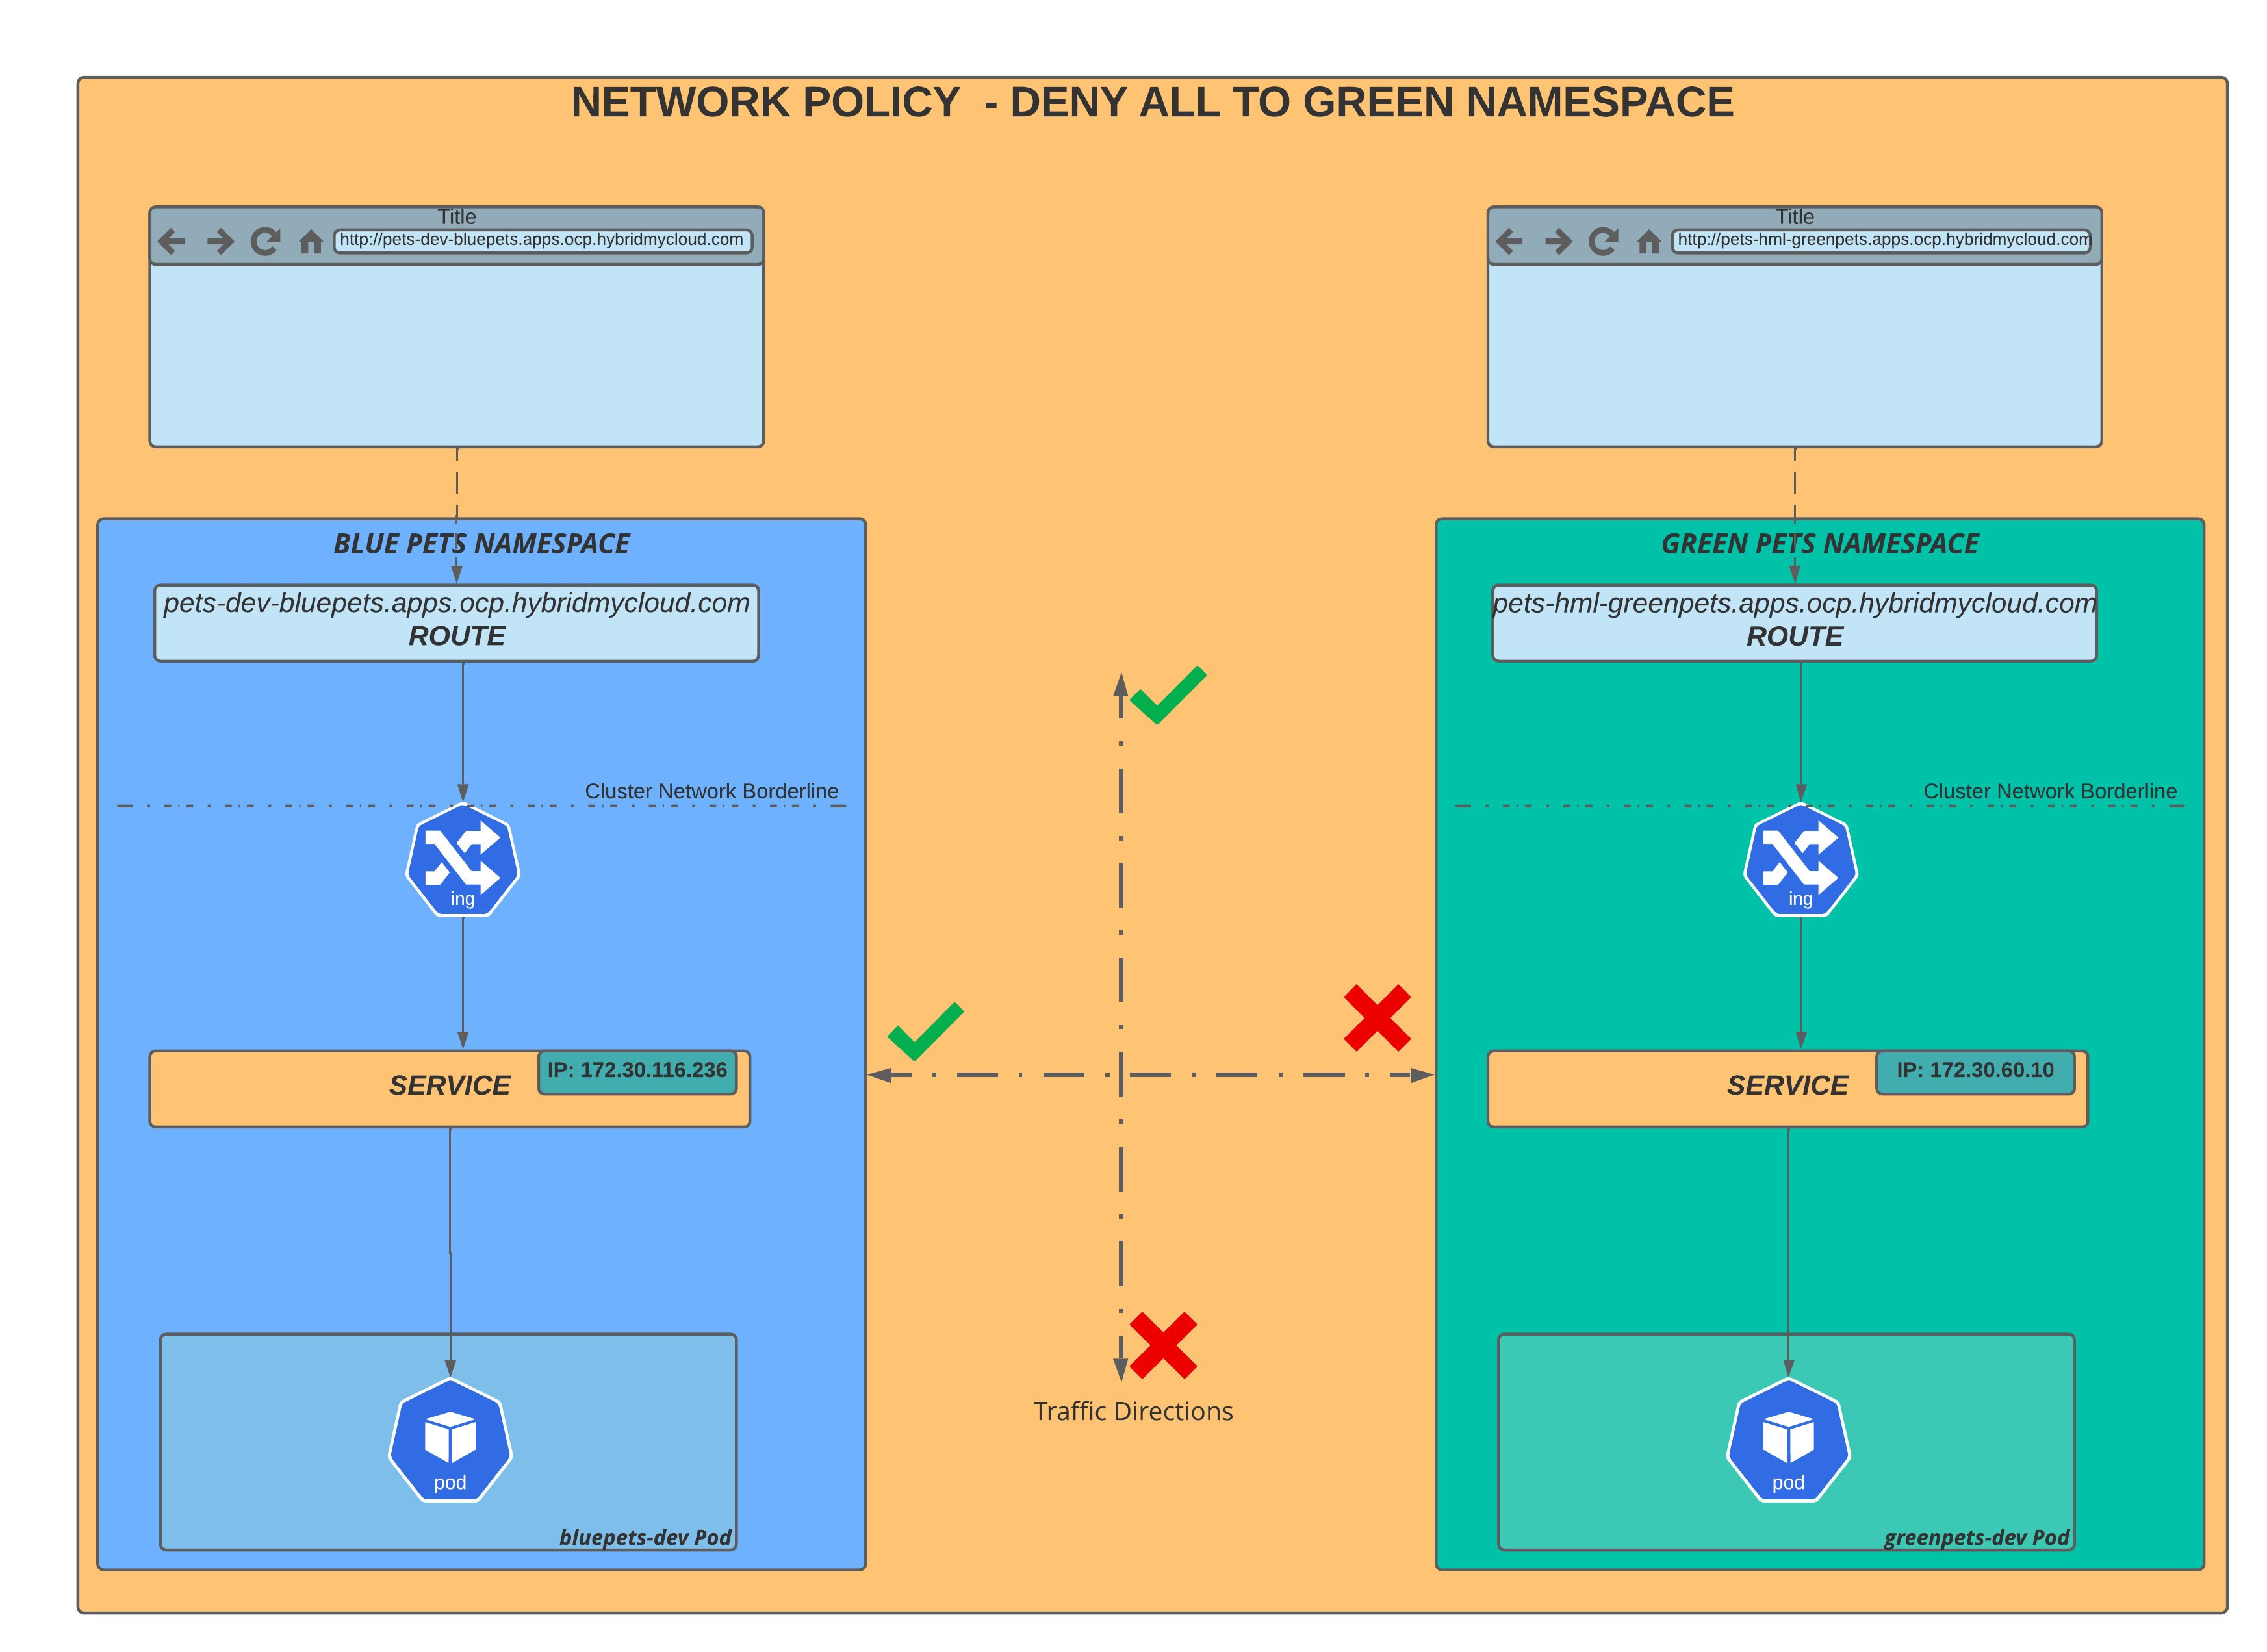 NETWORK POLICY  - DENY ALL TO GREEN NAMESPACE
Title
http://pets-dev-bluepets.apps.ocp.hybridmycloud.com
Title
http://pets-hml-greenpets.apps.ocp.hybridmycloud.com
BLUE PETS NAMESPACE
pets-dev-bluepets.apps.ocp.hybridmycloud.com
ROUTE
Cluster Network Borderline
ing
SERVICE
IP: 172.30.116.236
pod
bluepets-dev Pod
Traffic Directions
GREEN PETS NAMESPACE
pets-hml-greenpets.apps.ocp.hybridmycloud.com
ROUTE
Cluster Network Borderline
ing
SERVICE
IP: 172.30.60.10
pod
greenpets-dev Pod